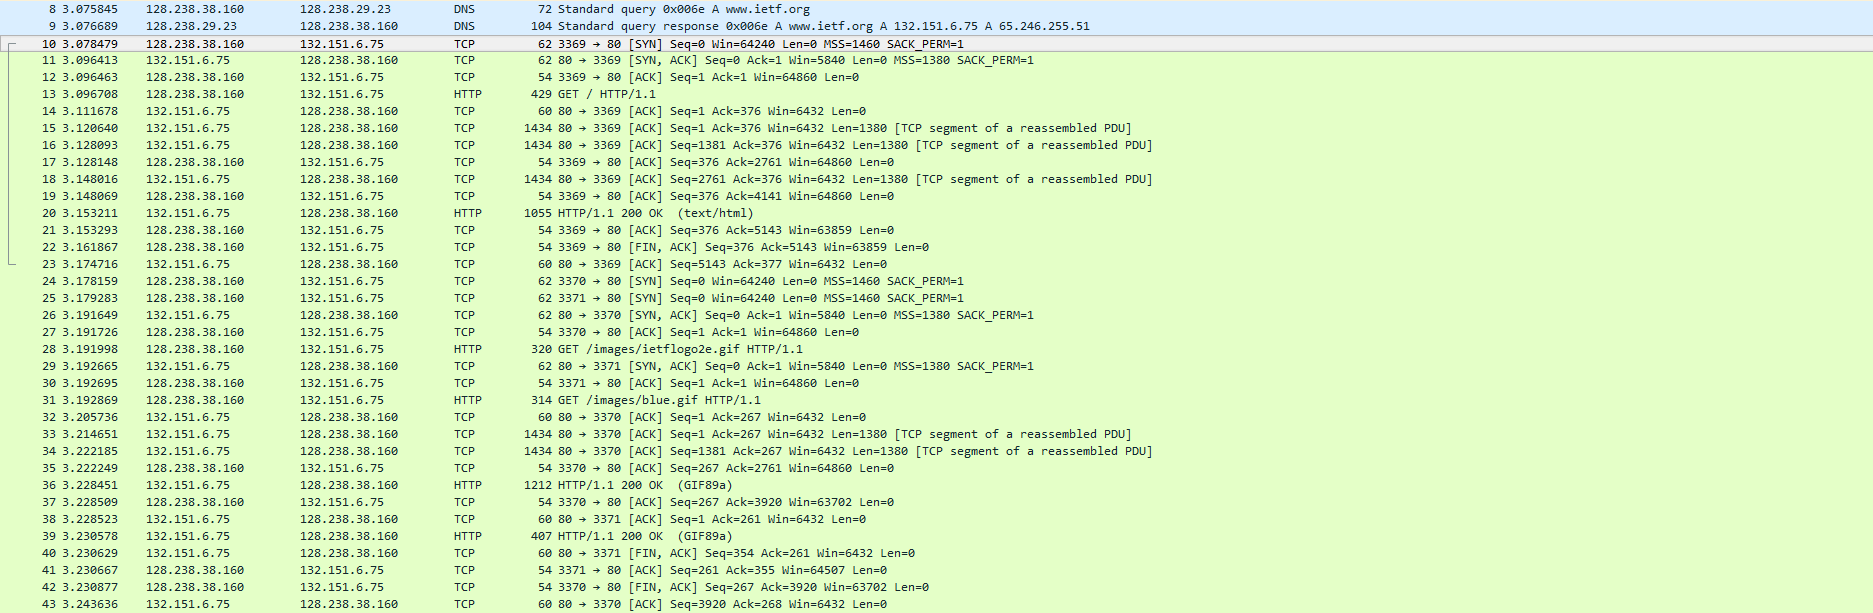 8 3.075845 128.238.38.160 128.238.29.23 DNS 72 Standard query 0x006e A www.ietf.org
9 3.076689 128.238.29.23 128.238.38.160 DNS 104 Standard query response 0x006e A www.ietf.org A 132.151.6.75 A 65.246.255.51
10 3.078479 128.238.38.160 132.151.6.75 TCP 62 3369 → 80 [SYN] Seq=0 Win=64240 Len=0 MSS=1460 SACK_PERM=1
11 3.096413 132.151.6.75 128.238.38.160 TCP 62 80 → 3369 [SYN, ACK] Seq=0 Ack=1 Win=5840 Len=0 MSS=1380 SACK_PERM=1
12 3.096463 128.238.38.160 132.151.6.75 TCP 54 3369 → 80 [ACK] Seq=1 Ack=1 Win=64860 Len=0
13 3.096708 128.238.38.160 132.151.6.75 HTTP 429 GET / HTTP/1.1
14 3.111678 132.151.6.75 128.238.38.160 TCP 60 80 → 3369 [ACK] Seq=1 Ack=376 Win=6432 Len=0
15 3.120640 132.151.6.75 128.238.38.160 TCP 1434 80 → 3369 [ACK] Seq=1 Ack=376 Win=6432 Len=1380 [TCP segment of a reassembled PDU]
16 3.128093 132.151.6.75 128.238.38.160 TCP 1434 80 → 3369 [ACK] Seq=1381 Ack=376 Win=6432 Len=1380 [TCP segment of a reassembled PDU]
17 3.128148 128.238.38.160 132.151.6.75 TCP 54 3369 → 80 [ACK] Seq=376 Ack=2761 Win=64860 Len=0
18 3.148016 132.151.6.75 128.238.38.160 TCP 1434 80 → 3369 [ACK] Seq=2761 Ack=376 Win=6432 Len=1380 [TCP segment of a reassembled PDU]
19 3.148069 128.238.38.160 132.151.6.75 TCP 54 3369 → 80 [ACK] Seq=376 Ack=4141 Win=64860 Len=0
20 3.153211 132.151.6.75 128.238.38.160 HTTP 1055 HTTP/1.1 200 OK (text/html)
21 3.153293 128.238.38.160 132.151.6.75 TCP 54 3369 → 80 [ACK] Seq=376 Ack=5143 Win=63859 Len=0
22 3.161867 128.238.38.160 132.151.6.75 TCP 54 3369 → 80 [FIN, ACK] Seq=376 Ack=5143 Win=63859 Len=0
23 3.174716 132.151.6.75 128.238.38.160 TCP 60 80 → 3369 [ACK] Seq=5143 Ack=377 Win=6432 Len=0
24 3.178159 128.238.38.160 132.151.6.75 TCP 62 3370 → 80 [SYN] Seq=0 Win=64240 Len=0 MSS=1460 SACK_PERM=1
25 3.179283 128.238.38.160 132.151.6.75 TCP 62 3371 → 80 [SYN] Seq=0 Win=64240 Len=0 MSS=1460 SACK_PERM=1
26 3.191649 132.151.6.75 128.238.38.160 TCP 62 80 → 3370 [SYN, ACK] Seq=0 Ack=1 Win=5840 Len=0 MSS=1380 SACK_PERM=1
27 3.191726 128.238.38.160 132.151.6.75 TCP 54 3370 → 80 [ACK] Seq=1 Ack=1 Win=64860 Len=0
28 3.191998 128.238.38.160 132.151.6.75 HTTP 320 GET /images/ietflogo2e.gif HTTP/1.1
29 3.192665 132.151.6.75 128.238.38.160 TCP 62 80 → 3371 [SYN, ACK] Seq=0 Ack=1 Win=5840 Len=0 MSS=1380 SACK_PERM=1
30 3.192695 128.238.38.160 132.151.6.75 TCP 54 3371 → 80 [ACK] Seq=1 Ack=1 Win=64860 Len=0
31 3.192869 128.238.38.160 132.151.6.75 HTTP 314 GET /images/blue.gif HTTP/1.1
32 3.205736 132.151.6.75 128.238.38.160 TCP 60 80 → 3370 [ACK] Seq=1 Ack=267 Win=6432 Len=0
33 3.214651 132.151.6.75 128.238.38.160 TCP 1434 80 → 3370 [ACK] Seq=1 Ack=267 Win=6432 Len=1380 [TCP segment of a reassembled PDU]
34 3.222185 132.151.6.75 128.238.38.160 TCP 1434 80 → 3370 [ACK] Seq=1381 Ack=267 Win=6432 Len=1380 [TCP segment of a reassembled PDU]
35 3.222249 128.238.38.160 132.151.6.75 TCP 54 3370 → 80 [ACK] Seq=267 Ack=2761 Win=64860 Len=0
36 3.228451 132.151.6.75 128.238.38.160 HTTP 1212 HTTP/1.1 200 OK (GIF89a)
37 3.228509 128.238.38.160 132.151.6.75 TCP 54 3370 → 80 [ACK] Seq=267 Ack=3920 Win=63702 Len=0
38 3.228523 132.151.6.75 128.238.38.160 TCP 60 80 → 3371 [ACK] Seq=1 Ack=261 Win=6432 Len=0
39 3.230578 132.151.6.75 128.238.38.160 HTTP 407 HTTP/1.1 200 OK (GIF89a)
40 3.230629 132.151.6.75 128.238.38.160 TCP 60 80 → 3371 [FIN, ACK] Seq=354 Ack=261 Win=6432 Len=0
41 3.230667 128.238.38.160 132.151.6.75 TCP 54 3371 → 80 [ACK] Seq=261 Ack=355 Win=64507 Len=0
42 3.230877 128.238.38.160 132.151.6.75 TCP 54 3370 → 80 [FIN, ACK] Seq=267 Ack=3920 Win=63702 Len=0
43 3.243636 132.151.6.75 128.238.38.160 TCP 60 80 → 3370 [ACK] Seq=3920 Ack=268 Win=6432 Len=0